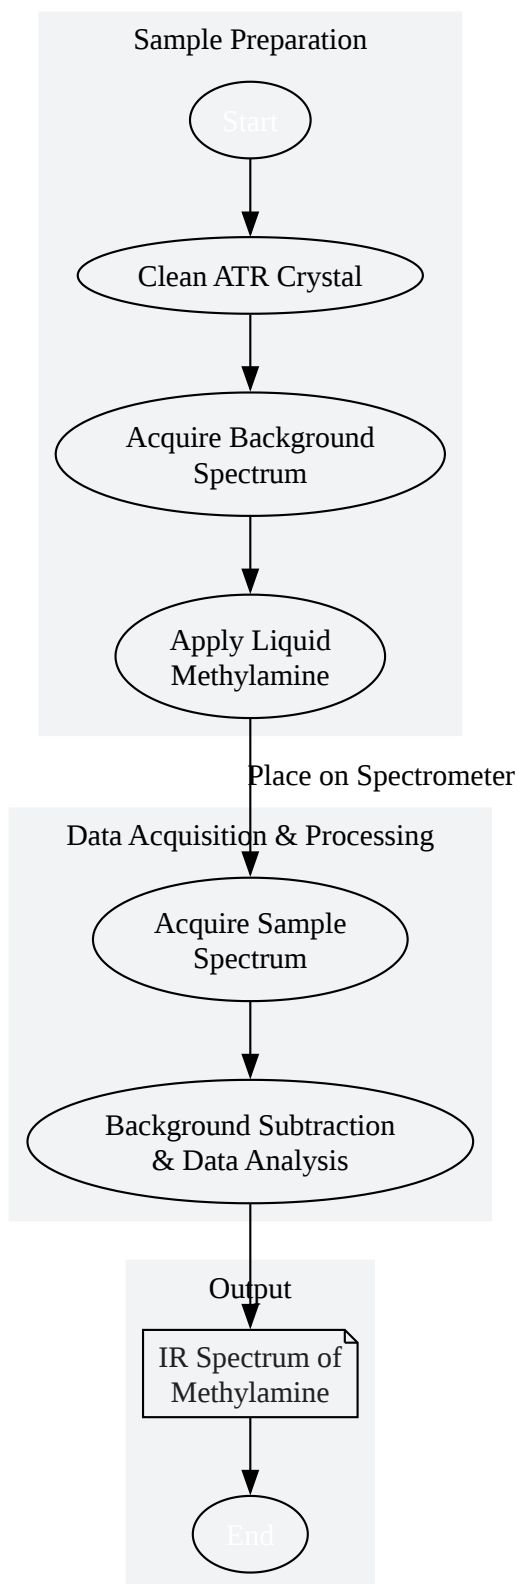 Sample Preparation
Start
Clean ATR Crystal
Acquire Background
Spectrum
Apply Liquid
Methylamine
Place on Spectrometer
Data Acquisition & Processing
Acquire Sample
Spectrum
Background Subtraction
& Data Analysis
Output
IR Spectrum of
Methylamine
End